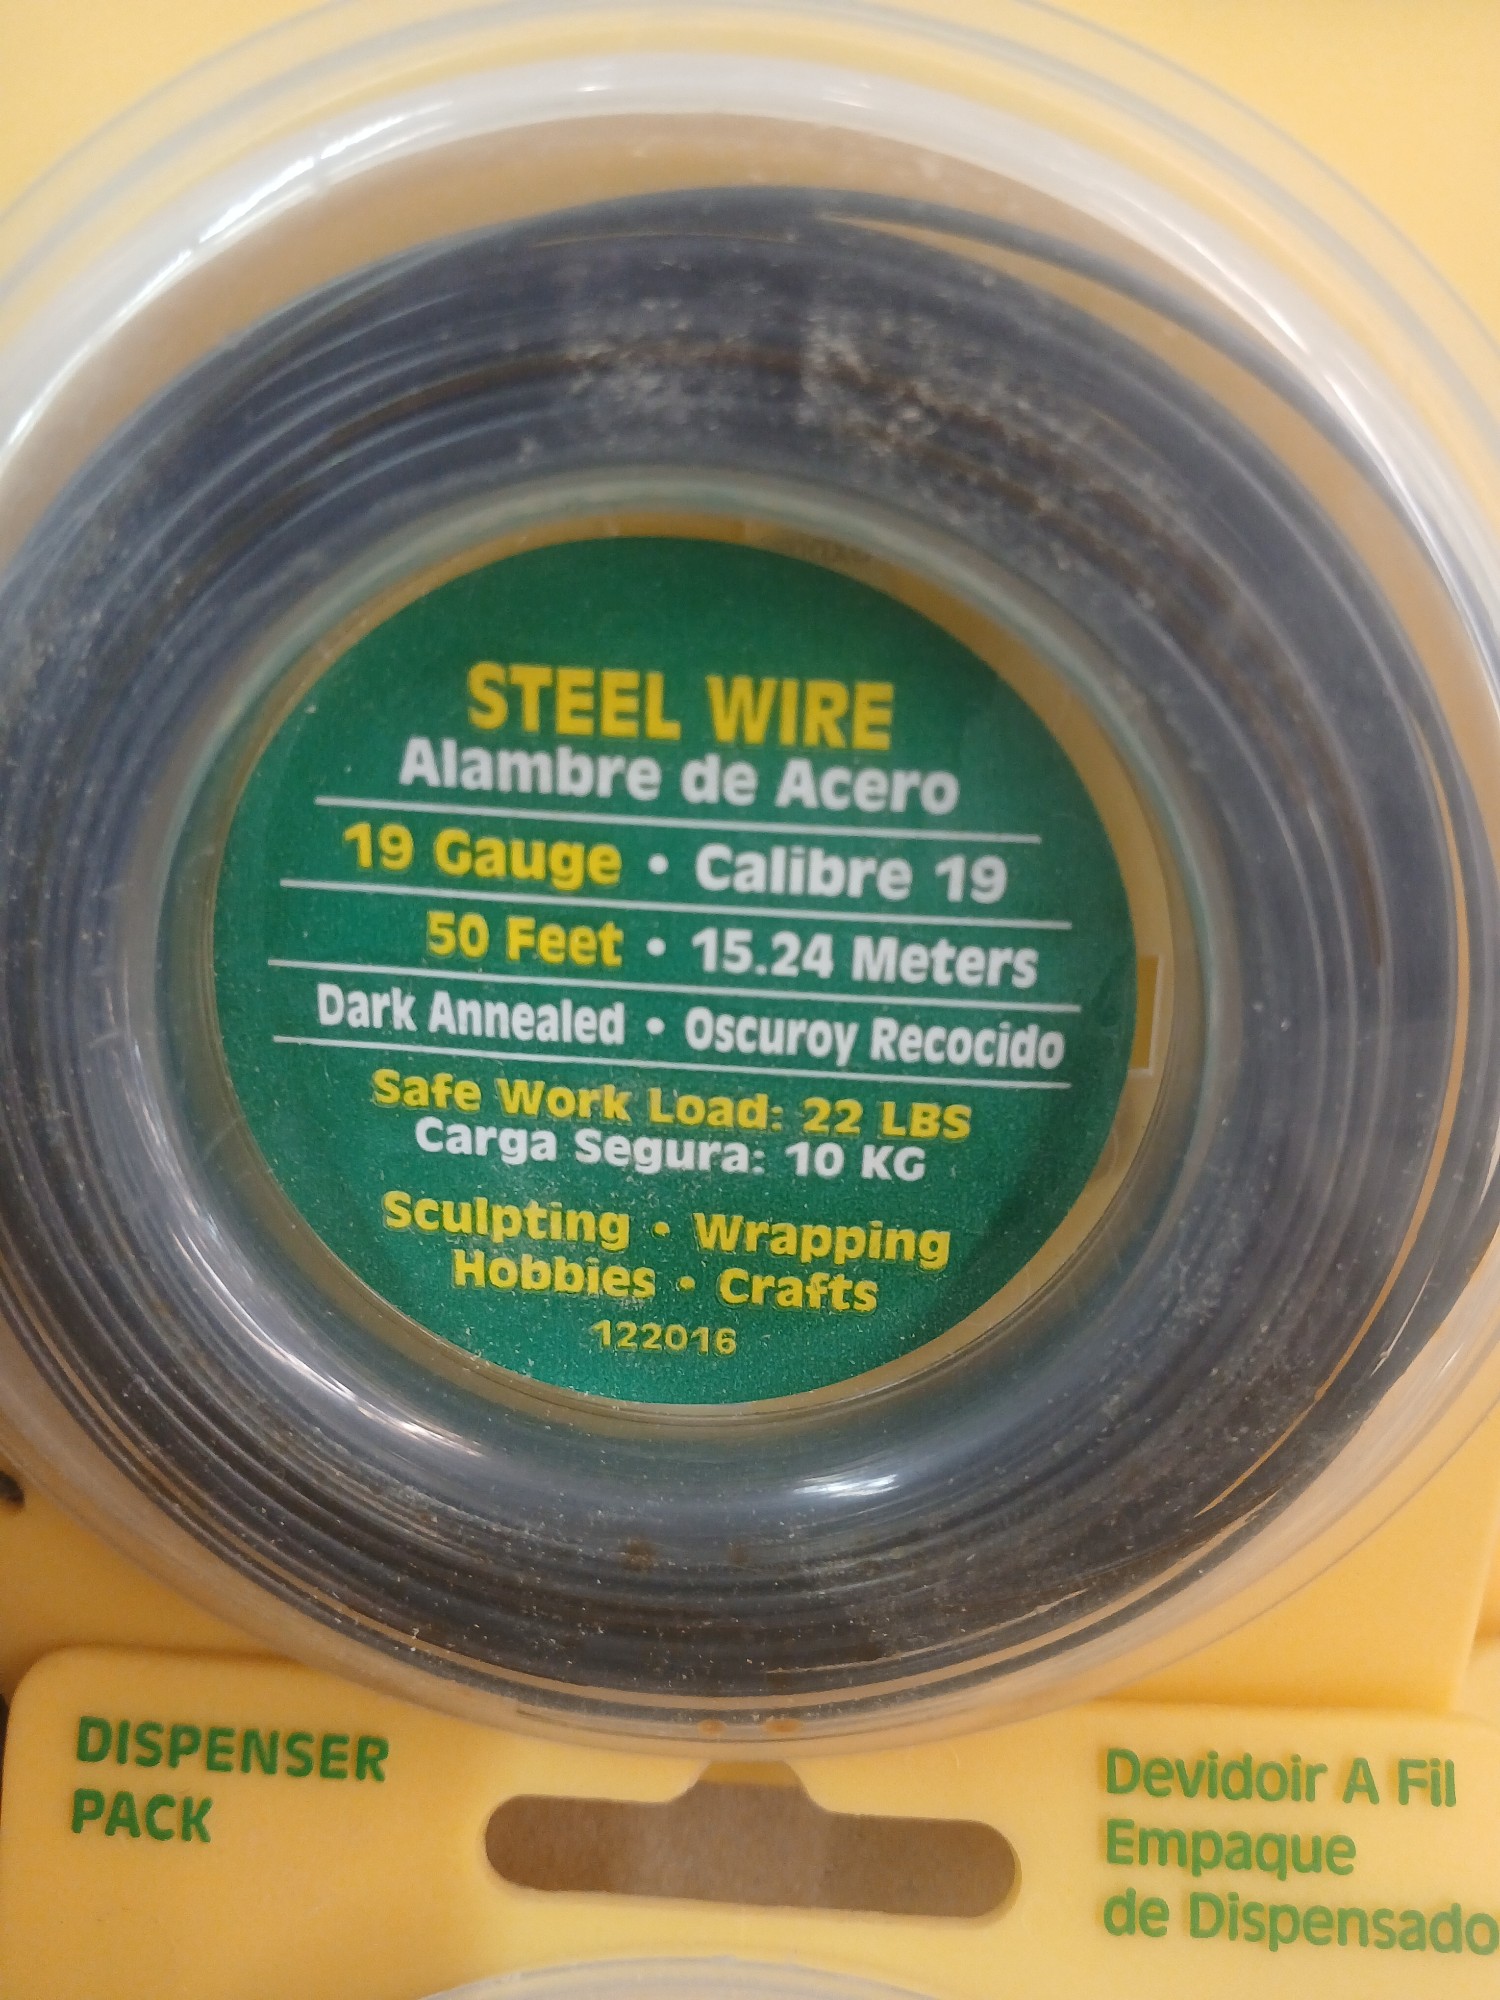 STEEL WIRE
Alambre de Acero
19 Gauge • Calibre 19
50 Feet • 15.24 Meters
Dark Annealed • Oscuroy Recocido
Safe Work Load: 22 LBS
Carga Segura: 10 KG
Sculpting • Wrapping
Hobbies • Crafts
122016
DISPENSER
PACK
Devidoir A Fil
Empaque
de Dispensado